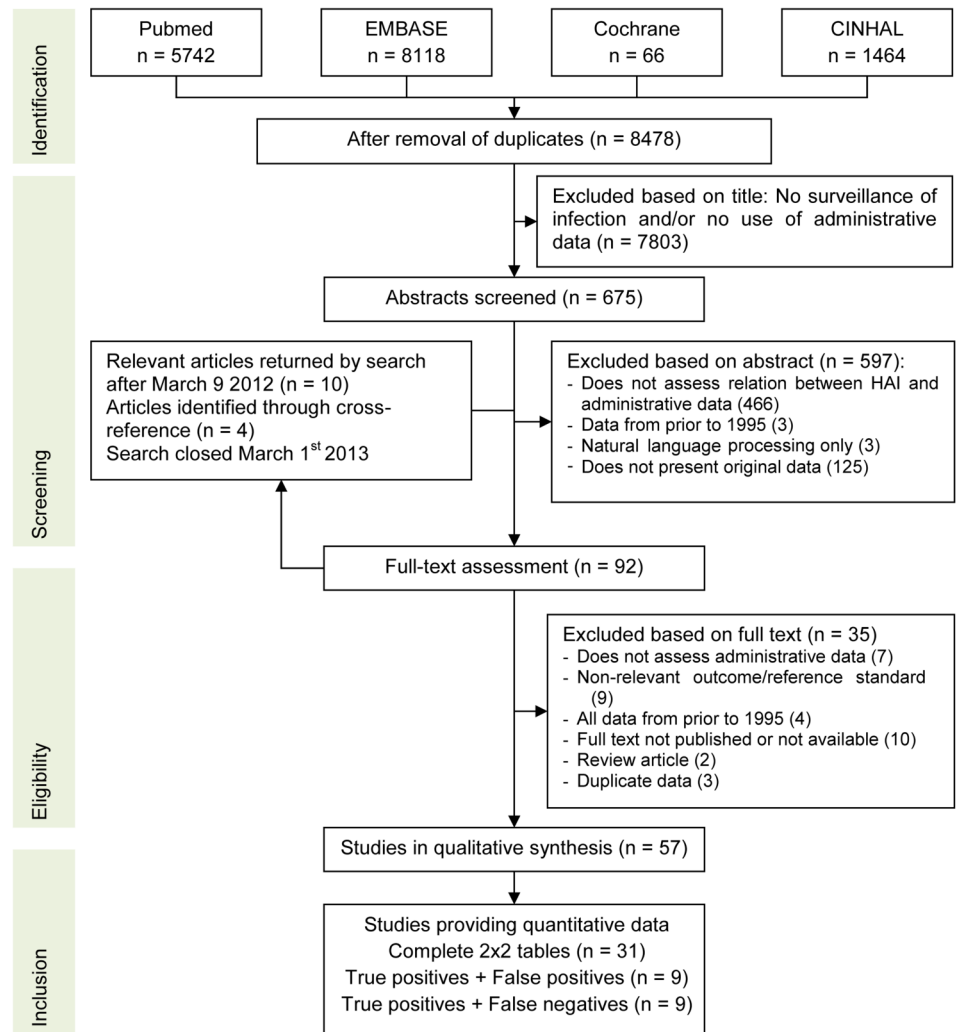 Identification
Pubmed
n = 5742
EMBASE
n = 8118
Cochrane
n = 66
CINHAL
n = 1464
After removal of duplicates (n = 8478)
Screening
Excluded based on title: No surveillance of
infection and/or no use of administrative
data (n = 7803)
Abstracts screened (n = 675)
Relevant articles returned by search
after March 9 2012 (n = 10)
Articles identified through cross-
reference (n = 4)
Search closed March 1st 2013
Excluded based on abstract (n = 597):
- Does not assess relation between HAI and
administrative data (466)
- Data from prior to 1995 (3)
- Natural language processing only (3)
- Does not present original data (125)
Full-text assessment (n = 92)
Eligibility
Excluded based on full text (n = 35)
- Does not assess administrative data (7)
- Non-relevant outcome/reference standard
(9)
- All data from prior to 1995 (4)
- Full text not published or not available (10)
- Review article (2)
- Duplicate data (3)
Studies in qualitative synthesis (n = 57)
Inclusion
Studies providing quantitative data
Complete 2x2 tables (n = 31)
True positives + False positives (n = 9)
True positives + False negatives (n = 9)